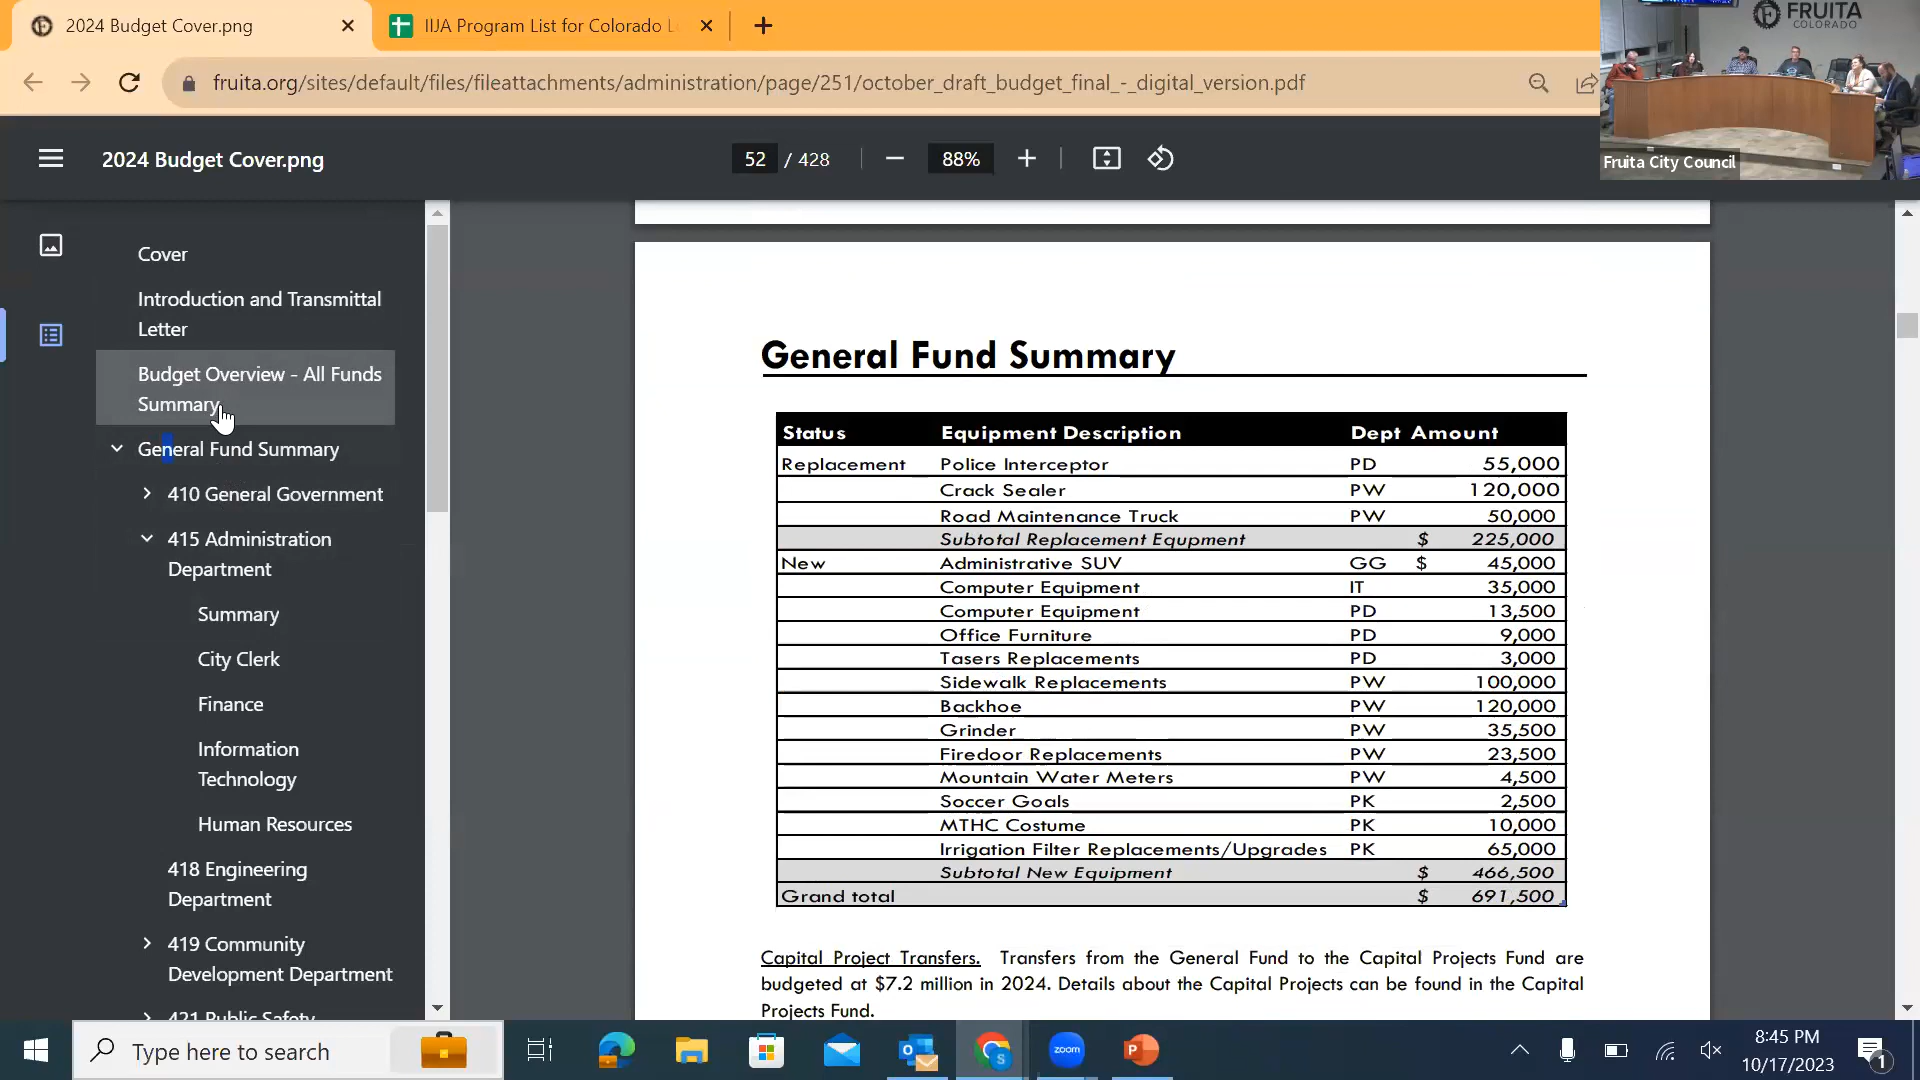 2024 Budget Cover.png
IIJA Program List for Colorado L
FRUITA
COLORADO
fruita.org/sites/default/files/fileattachments/administration/page/251/october_draft_budget_final_-_digital_version.pdf
2024 Budget Cover.png
52 / 428
88%
Fruita City Council
Cover
Introduction and Transmittal
Letter
Budget Overview - All Funds
Summary
General Fund Summary
410 General Government
415 Administration
Department
Summary
City Clerk
Finance
Information
Technology
Human Resources
418 Engineering
Department
419 Community
Development Department
421 Public Safety
General Fund Summary
Status Equipment Description Dept Amount
Replacement Police Interceptor PD 55,000
Crack Sealer PW 120,000
Road Maintenance Truck PW 50,000
Subtotal Replacement Equpment $ 225,000
New Administrative SUV GG $ 45,000
Computer Equipment IT 35,000
Computer Equipment PD 13,500
Office Furniture PD 9,000
Tasers Replacements PD 3,000
Sidewalk Replacements PW 100,000
Backhoe PW 120,000
Grinder PW 35,500
Firedoor Replacements PW 23,500
Mountain Water Meters PW 4,500
Soccer Goals PK 2,500
MTHC Costume PK 10,000
Irrigation Filter Replacements/Upgrades PK 65,000
Subtotal New Equipment $ 466,500
Grand total $ 691,500
Capital Project Transfers. Transfers from the General Fund to the Capital Projects Fund are
budgeted at $7.2 million in 2024. Details about the Capital Projects can be found in the Capital
Projects Fund.
Type here to search
zoom
8:45 PM
10/17/2023
1